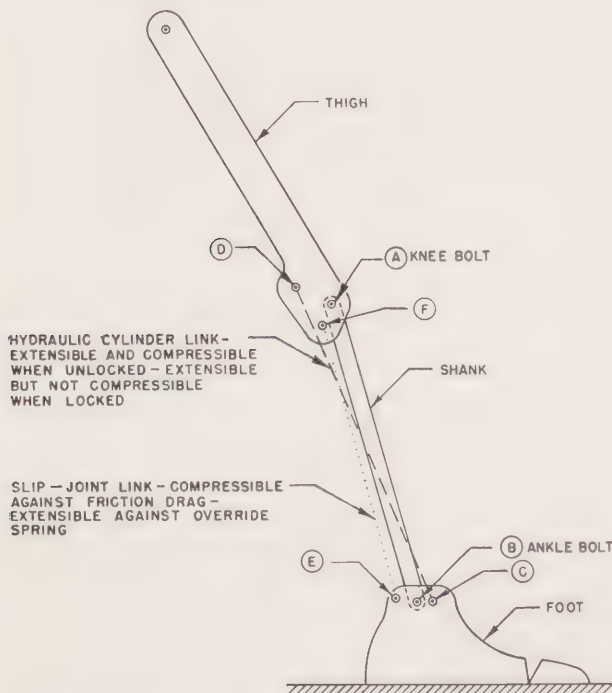 THIGH
D
A KNEE BOLT
F
HYDRAULIC CYLINDER LINK-
EXTENSIBLE AND COMPRESSIBLE
WHEN UNLOCKED - EXTENSIBLE
BUT NOT COMPRESSIBLE
WHEN LOCKED
SHANK
SLIP - JOINT LINK - COMPRESSIBLE
AGAINST FRICTION DRAG -
EXTENSIBLE AGAINST OVERRIDE
SPRING
B ANKLE BOLT
E
C
FOOT